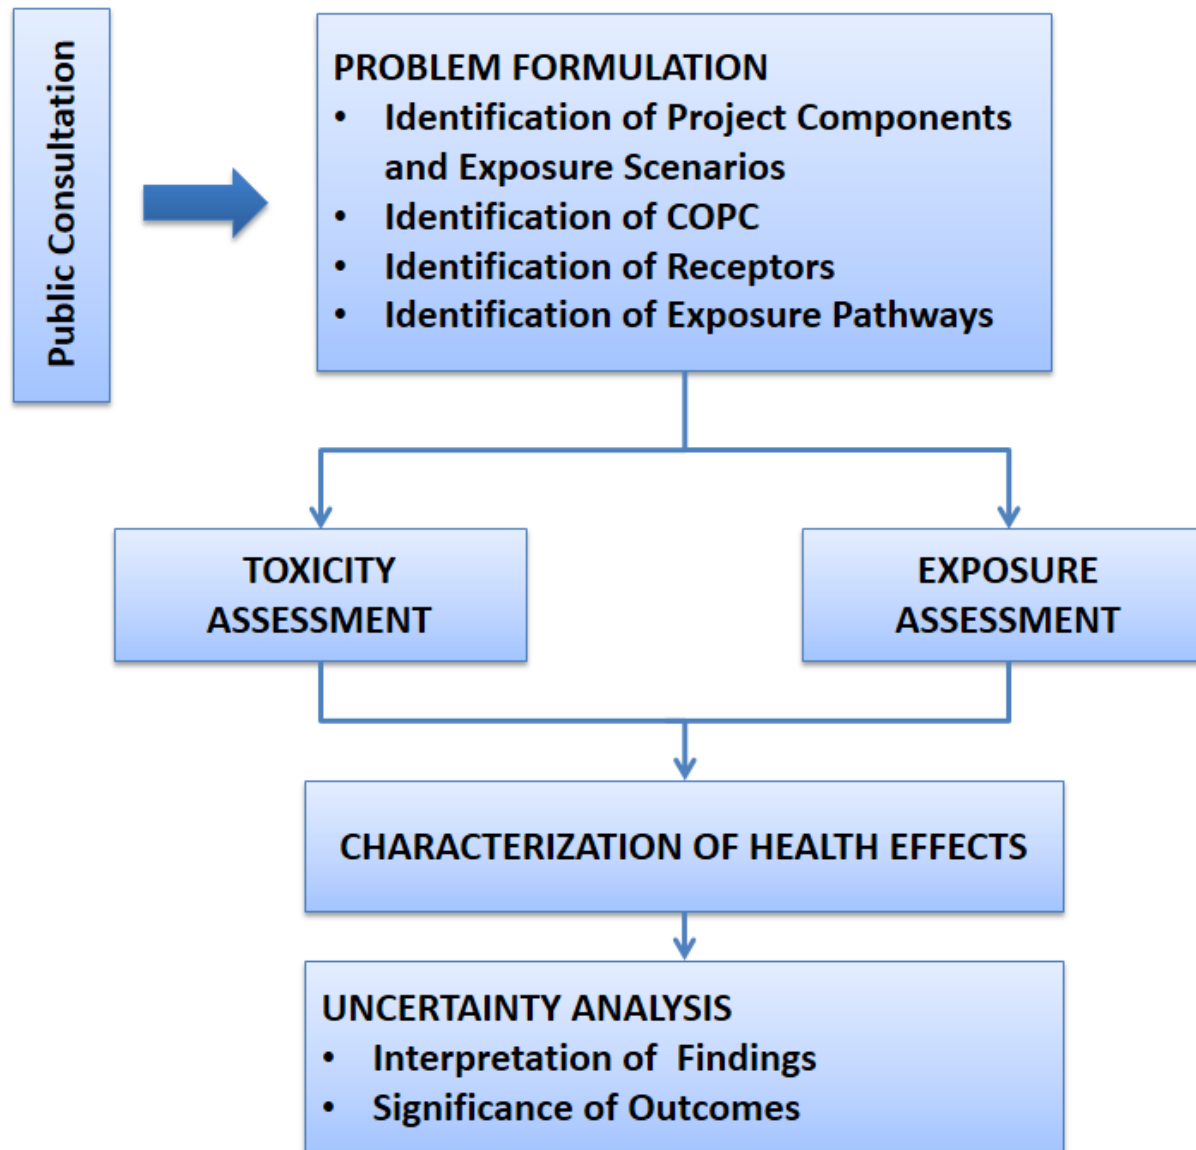 Public Consultation
PROBLEM FORMULATION
• Identification of Project Components
and Exposure Scenarios
• Identification of COPC
• Identification of Receptors
• Identification of Exposure Pathways
TOXICITY
ASSESSMENT
EXPOSURE
ASSESSMENT
CHARACTERIZATION OF HEALTH EFFECTS
UNCERTAINTY ANALYSIS
• Interpretation of  Findings
• Significance of Outcomes